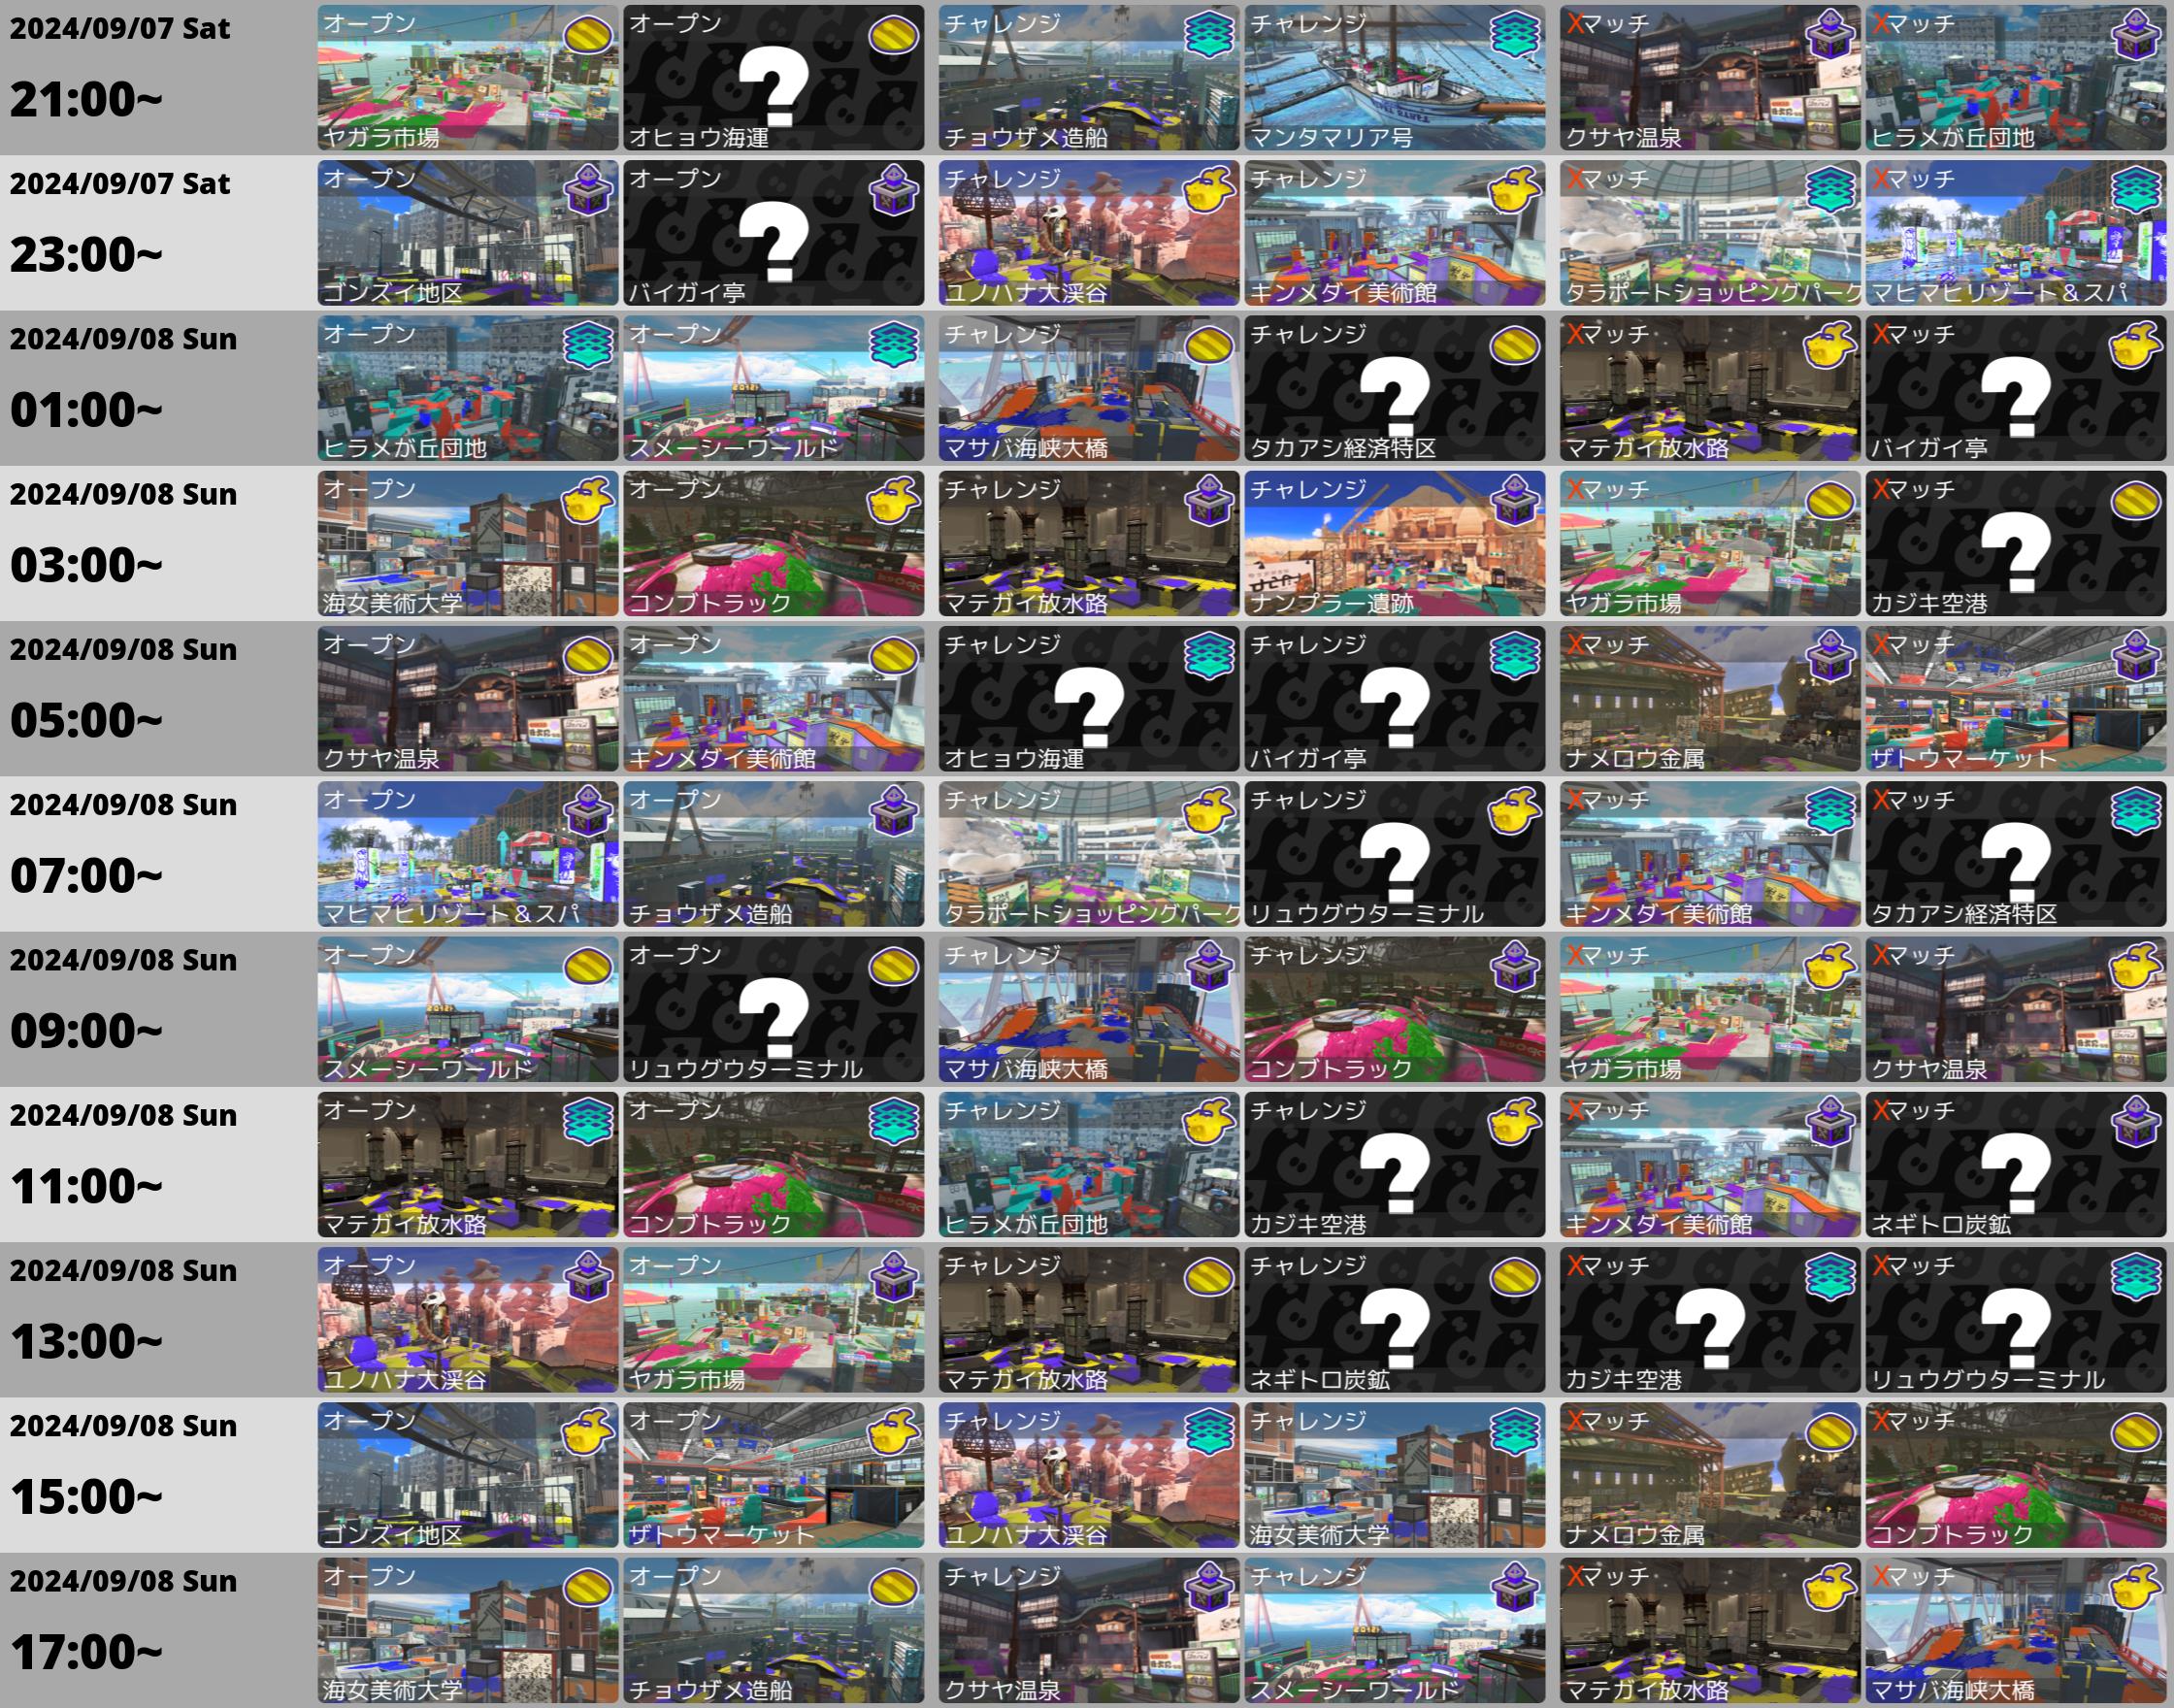 2024/09/07 Sat
21:00~
オープン
オープン
チャレンジ
チャレンジ
Xマッチ
Xマッチ
ヤガラ市場
オヒョウ海運
チョウザメ造船
マンタマリア号
クサヤ温泉
ヒラメが丘団地
2024/09/07 Sat
23:00~
オープン
オープン
チャレンジ
チャレンジ
Xマッチ
Xマッチ
ゴンズイ地区
バイガイ亭
ユノハナ大渓谷
キンメダイ美術館
タラポートショッピングパーク
マヒマヒリゾート＆スパ
2024/09/08 Sun
01:00~
オープン
オープン
チャレンジ
チャレンジ
Xマッチ
Xマッチ
ヒラメが丘団地
スメーシーワールド
マサバ海峡大橋
タカアシ経済特区
マテガイ放水路
バイガイ亭
2024/09/08 Sun
03:00~
オープン
オープン
チャレンジ
チャレンジ
Xマッチ
Xマッチ
海女美術大学
コンブトラック
マテガイ放水路
ナンプラー遺跡
ヤガラ市場
カジキ空港
2024/09/08 Sun
05:00~
オープン
オープン
チャレンジ
チャレンジ
Xマッチ
Xマッチ
クサヤ温泉
キンメダイ美術館
オヒョウ海運
バイガイ亭
ナメロウ金属
ザトウマーケット
2024/09/08 Sun
07:00~
オープン
オープン
チャレンジ
チャレンジ
Xマッチ
Xマッチ
マヒマヒリゾート＆スパ
チョウザメ造船
タラポートショッピングパーク
リュウグウターミナル
キンメダイ美術館
タカアシ経済特区
2024/09/08 Sun
09:00~
オープン
オープン
チャレンジ
チャレンジ
Xマッチ
Xマッチ
スメーシーワールド
リュウグウターミナル
マサバ海峡大橋
コンブトラック
ヤガラ市場
クサヤ温泉
2024/09/08 Sun
11:00~
オープン
オープン
チャレンジ
チャレンジ
Xマッチ
Xマッチ
マテガイ放水路
コンブトラック
ヒラメが丘団地
カジキ空港
キンメダイ美術館
ネギトロ炭鉱
2024/09/08 Sun
13:00~
オープン
オープン
チャレンジ
チャレンジ
Xマッチ
Xマッチ
ユノハナ大渓谷
ヤガラ市場
マテガイ放水路
ネギトロ炭鉱
カジキ空港
リュウグウターミナル
2024/09/08 Sun
15:00~
オープン
オープン
チャレンジ
チャレンジ
Xマッチ
Xマッチ
ゴンズイ地区
ザトウマーケット
ユノハナ大渓谷
海女美術大学
ナメロウ金属
コンブトラック
2024/09/08 Sun
17:00~
オープン
オープン
チャレンジ
チャレンジ
Xマッチ
Xマッチ
海女美術大学
チョウザメ造船
クサヤ温泉
スメーシーワールド
マテガイ放水路
マサバ海峡大橋